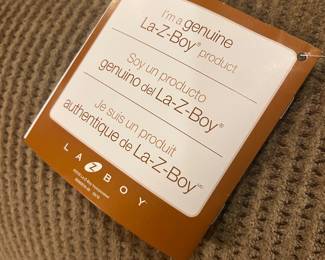 I'm a genuine
La-Z-Boy® product
Soy un producto
genuino del La-Z-Boy®
Je suis un produit
authentique de La-Z-Boy MC
LA Z BOY